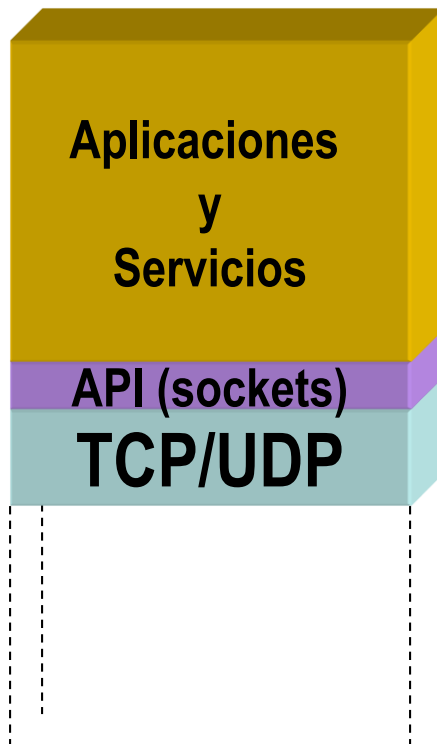 Aplicaciones
y
Servicios
API (sockets)
TCP/UDP